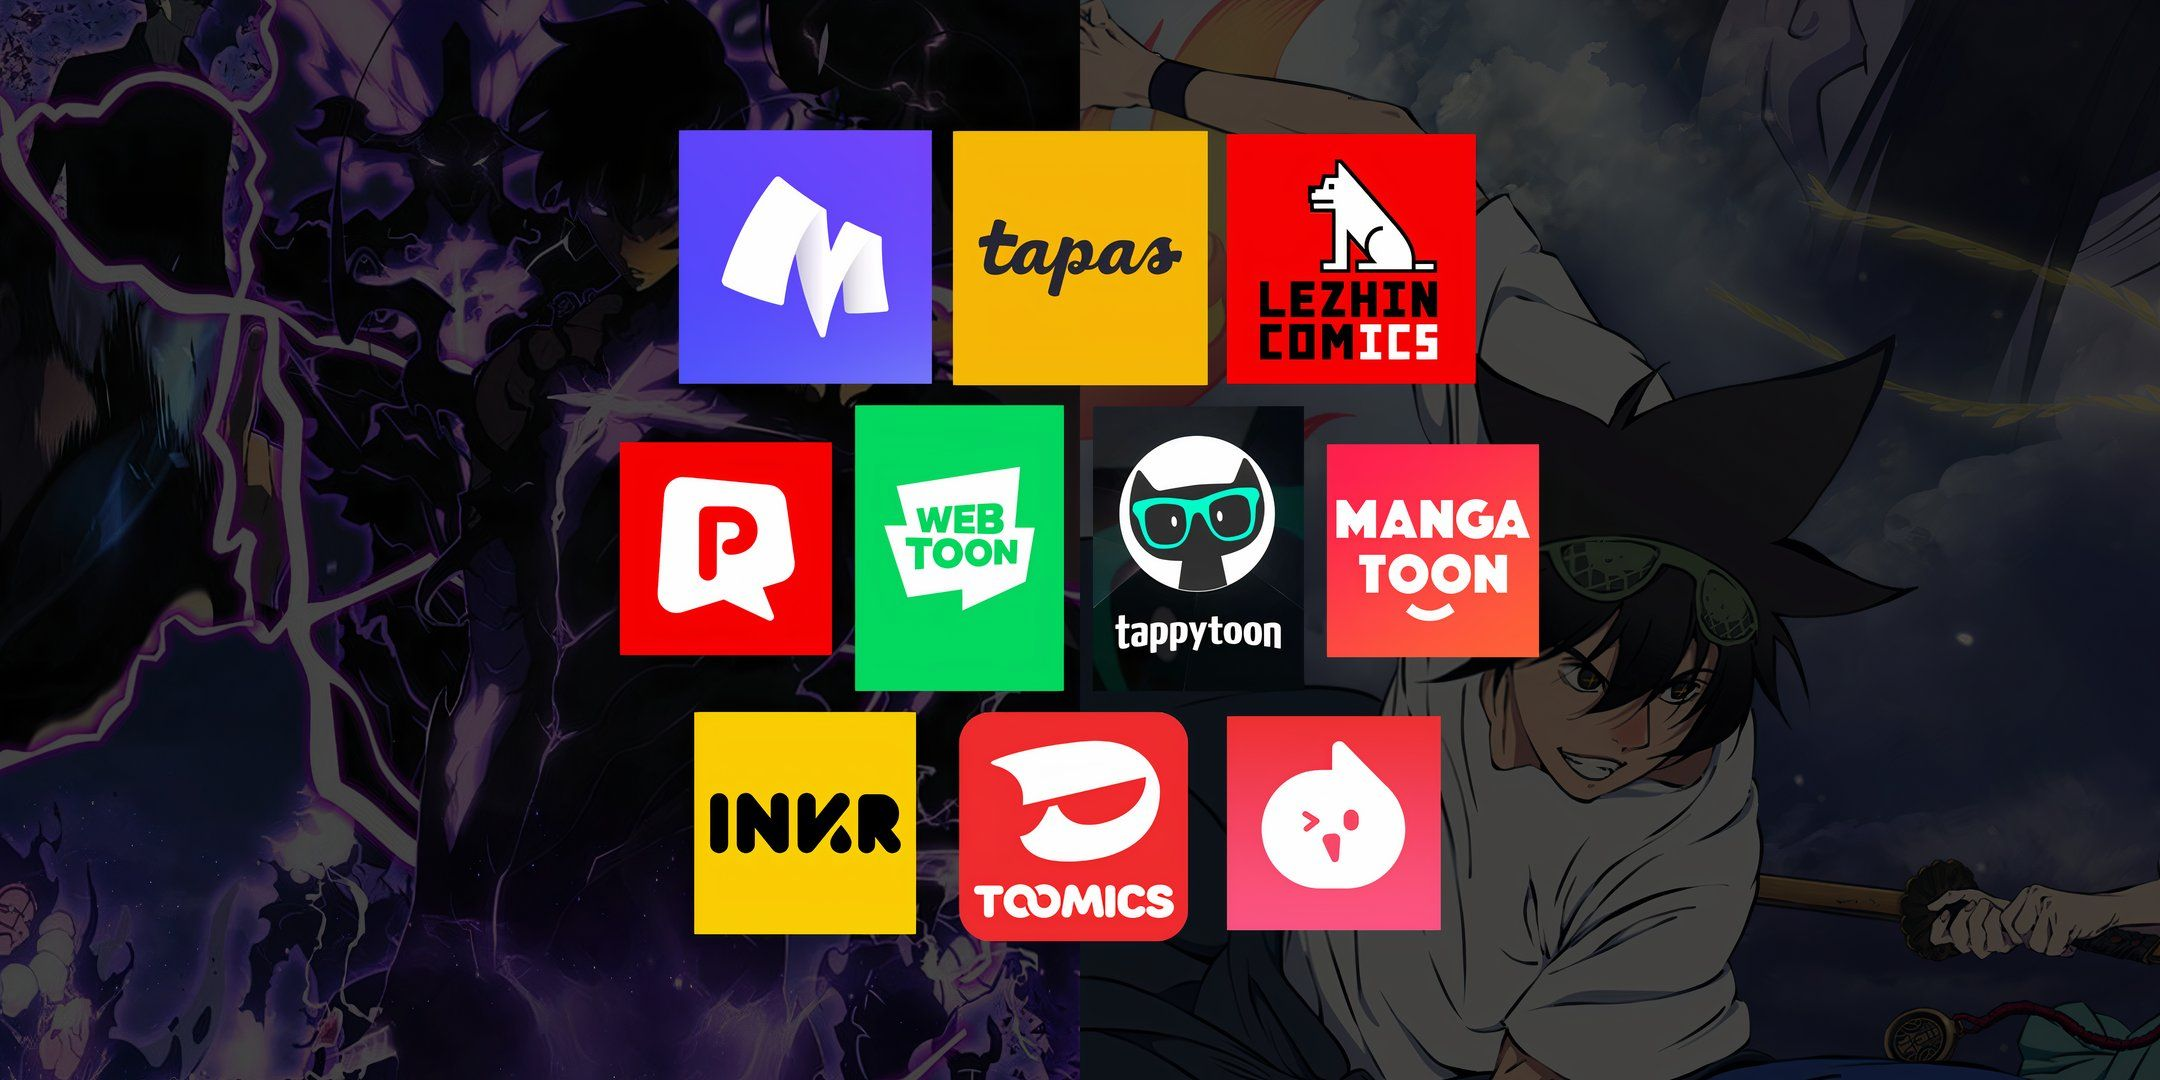 M
tapas
LEZHIN
COMICS
P
WEB
TOON
tappytoon
MANGA
TOON
INKR
TOOMICS